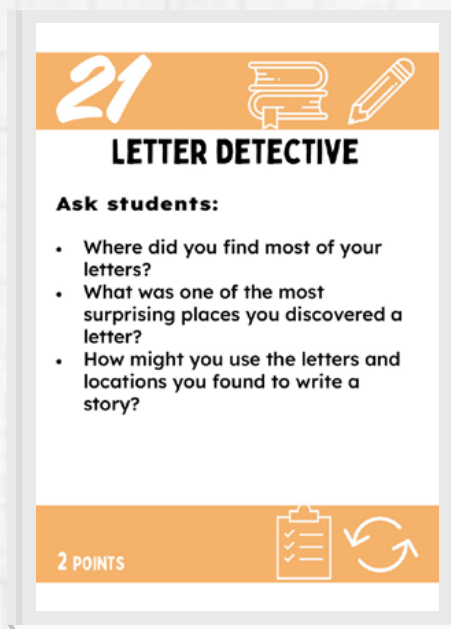 21
LETTER DETECTIVE
Ask students:
• Where did you find most of your
letters?
• What was one of the most
surprising places you discovered a
letter?
• How might you use the letters and
locations you found to write a
story?
2 POINTS